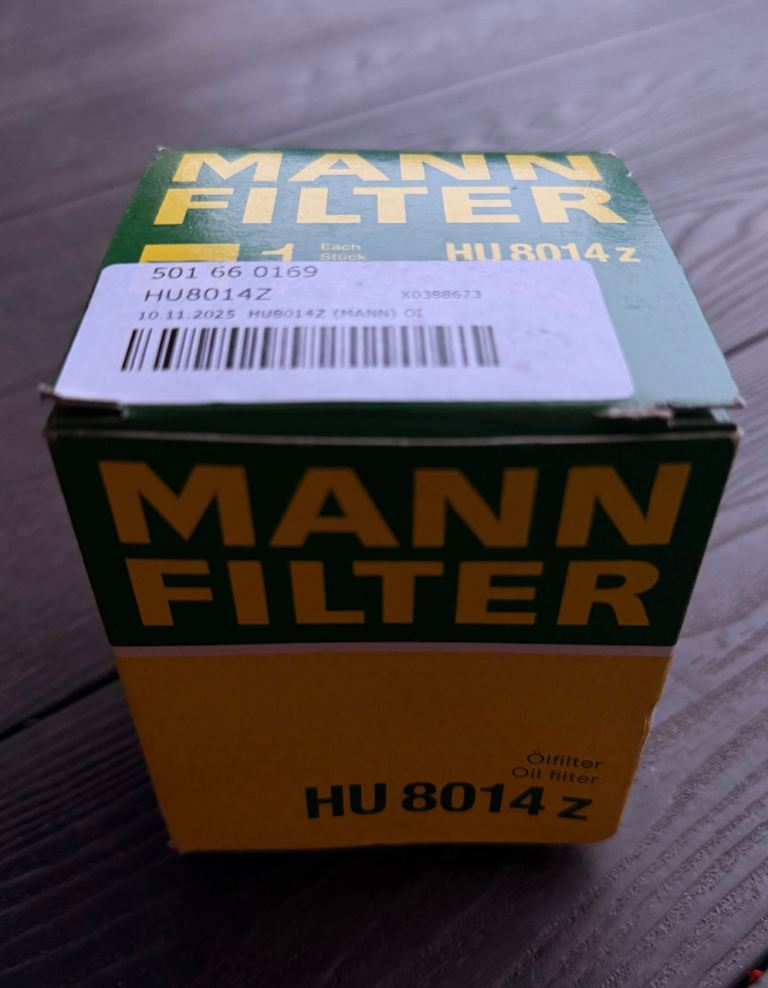 MANN
FILTER
1 Each
Stück
HU 8014 z
501 66 0169
HU8014Z X0388673
10.11.2025 HU8014Z (MANN) OI
MANN
FILTER
Ölfilter
Oil filter
HU 8014 z